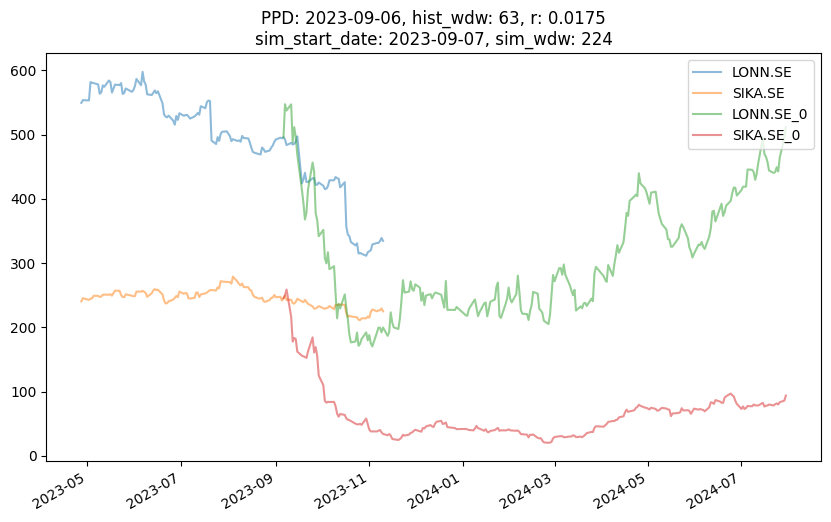 PPD: 2023-09-06, hist_wdw: 63, r: 0.0175
sim_start_date: 2023-09-07, sim_wdw: 224
LONN.SE
SIKA.SE
LONN.SE_0
SIKA.SE_0
600
500
400
300
200
100
0
2023-05
2023-07
2023-09
2023-11
2024-01
2024-03
2024-05
2024-07